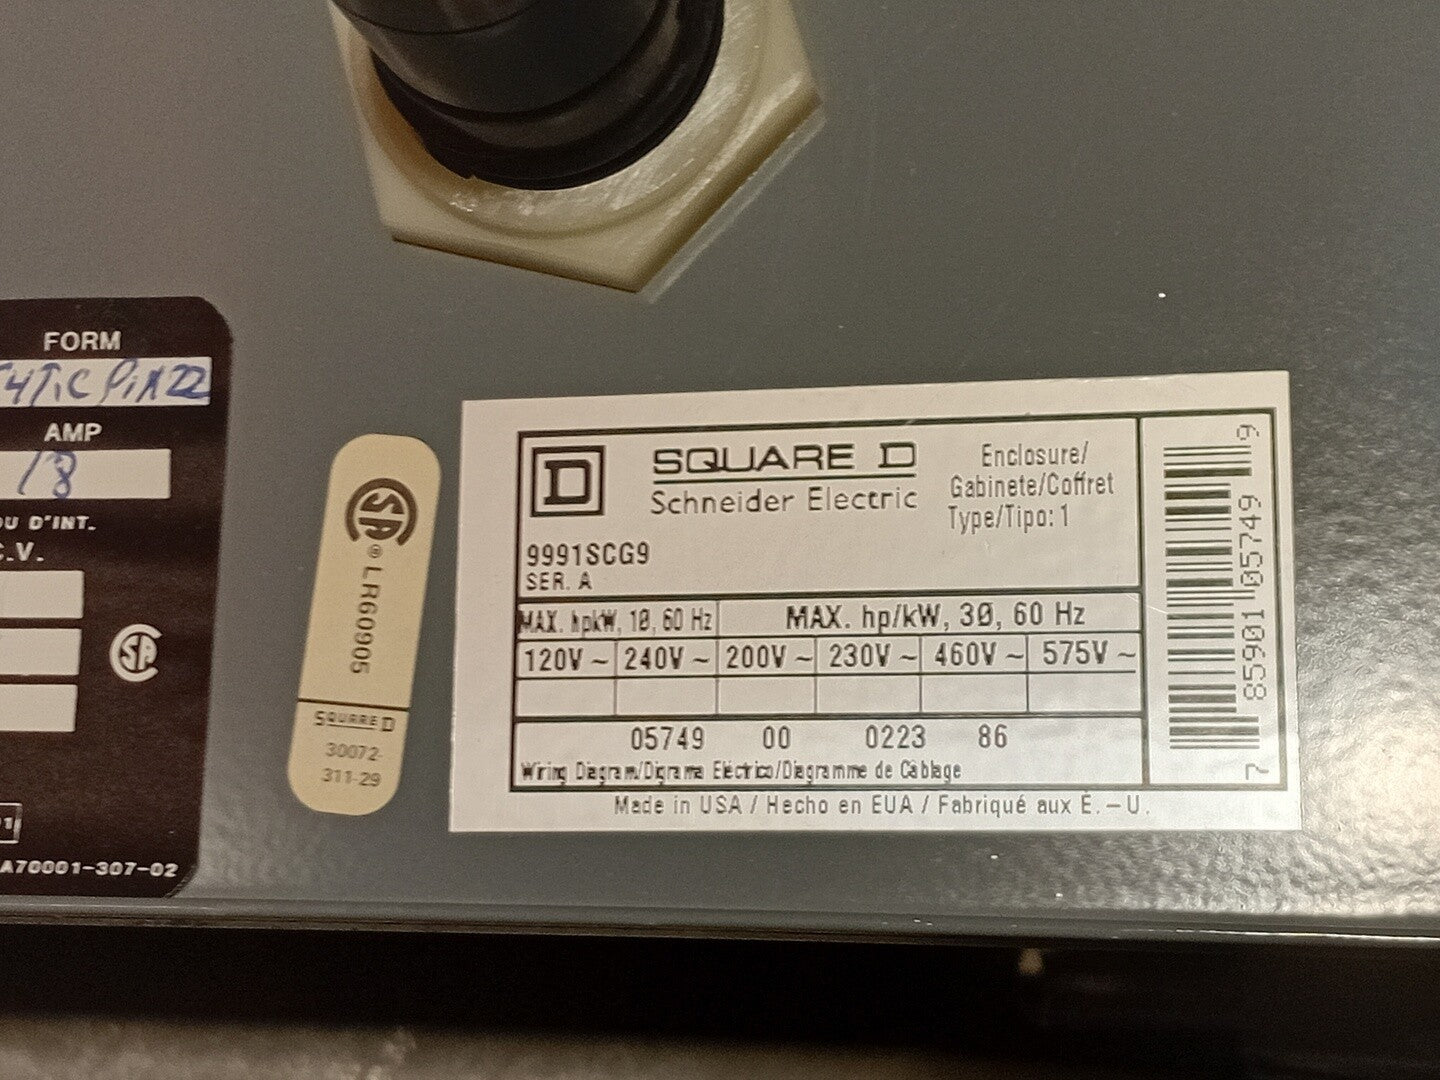 FORM
AMP
18
OU D'INT.
C.V.
A70001-307-02
SA
®
LR60905
SQUARE D
30072-
311-29
D
SQUARE D
Schneider Electric
Enclosure/
Gabinete/Coffret
Type/Tipo: 1
9991SCG9
SER. A
MAX. hpkW, 1Ø, 60 Hz
MAX. hp/kW, 3Ø, 60 Hz
120V ~ 240V ~ 200V ~ 230V ~ 460V ~ 575V ~
05749 00 0223 86
Wiring Diagram/Digrama Eléctrico/Diagramme de Cablage
Made in USA / Hecho en EUA / Fabriqué aux É.-U.
7 85901 05749 9